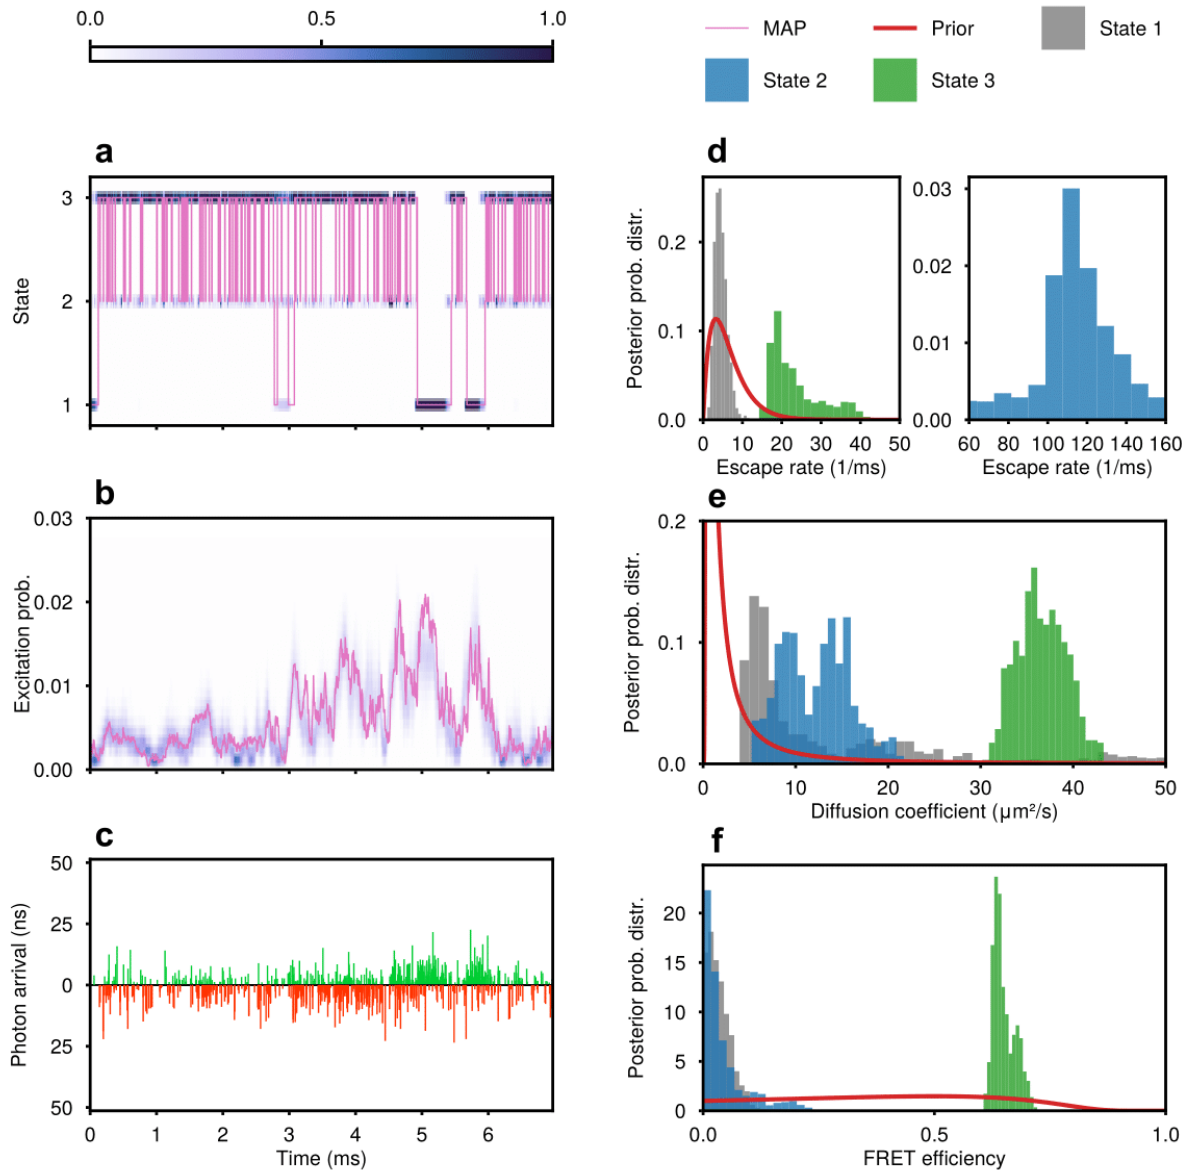 0.0 0.5 1.0
MAP Prior State 1
State 2 State 3
a
3
2
1
State
b
0.03
0.02
0.01
0.00
Excitation prob.
c
50
25
0
25
50
Photon arrival (ns)
0 1 2 3 4 5 6
Time (ms)
d
0.2
0.1
0.0
Posterior prob. distr.
0 10 20 30 40 50
Escape rate (1/ms)
0.03
0.02
0.01
0.00
60 80 100 120 140 160
Escape rate (1/ms)
e
0.2
0.1
0.0
Posterior prob. distr.
0 10 20 30 40 50
Diffusion coefficient (µm²/s)
f
20
15
10
5
0
Posterior prob. distr.
0.0 0.5 1.0
FRET efficiency